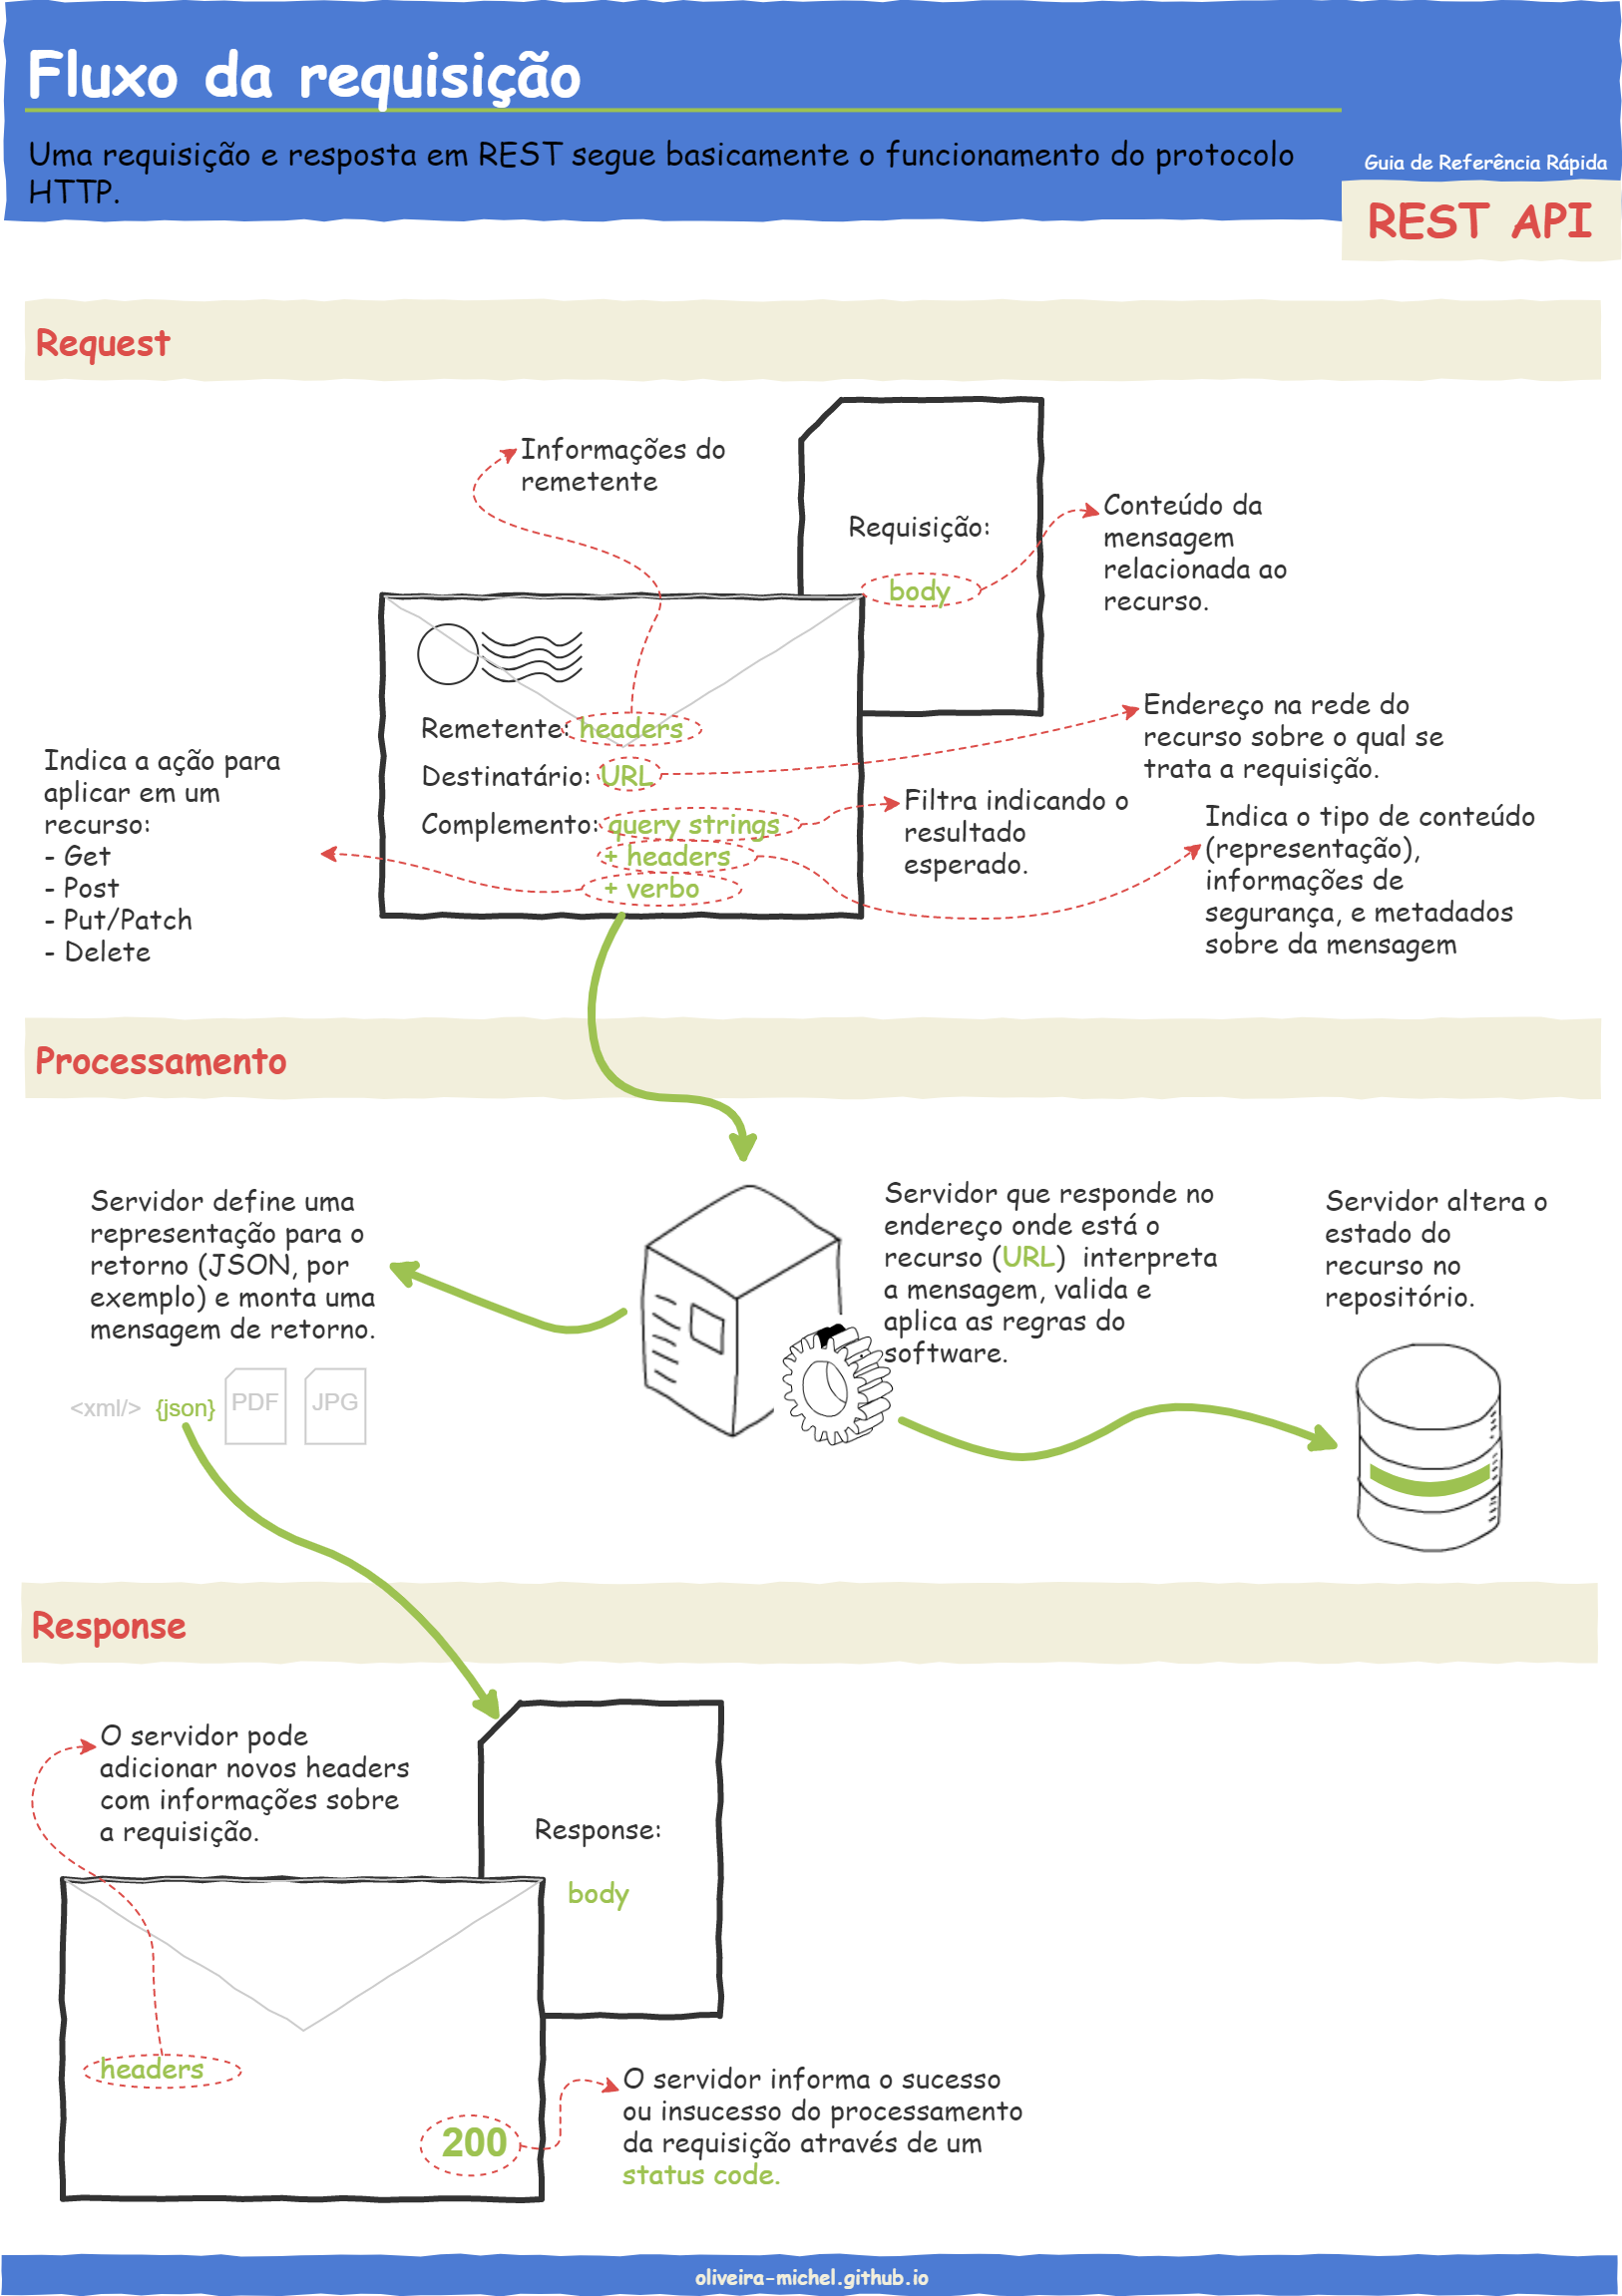 Fluxo da requisição
Uma requisição e resposta em REST segue basicamente o funcionamento do protocolo
HTTP.
Guia de Referência Rápida
REST API
Request
Informações do
remetente
Requisição:
body
Conteúdo da
mensagem
relacionada ao
recurso.
Remetente: headers
Destinatário: URL
Complemento: query strings
+ headers
+ verbo
Endereço na rede do
recurso sobre o qual se
trata a requisição.
Filtra indicando o
resultado
esperado.
Indica o tipo de conteúdo
(representação),
informações de
segurança, e metadados
sobre da mensagem
Indica a ação para
aplicar em um
recurso:
- Get
- Post
- Put/Patch
- Delete
Processamento
Servidor define uma
representação para o
retorno (JSON, por
exemplo) e monta uma
mensagem de retorno.
<xml/> {json} PDF JPG
Servidor que responde no
endereço onde está o
recurso (URL) interpreta
a mensagem, valida e
aplica as regras do
software.
Servidor altera o
estado do
recurso no
repositório.
Response
O servidor pode
adicionar novos headers
com informações sobre
a requisição.
Response:
body
headers
200
O servidor informa o sucesso
ou insucesso do processamento
da requisição através de um
status code.
oliveira-michel.github.io